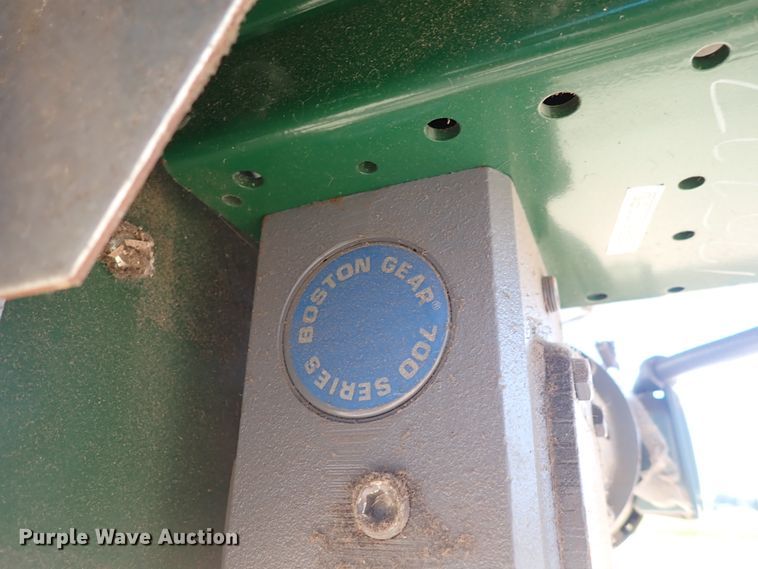 BOSTON GEAR®
700 SERIES
Purple Wave Auction